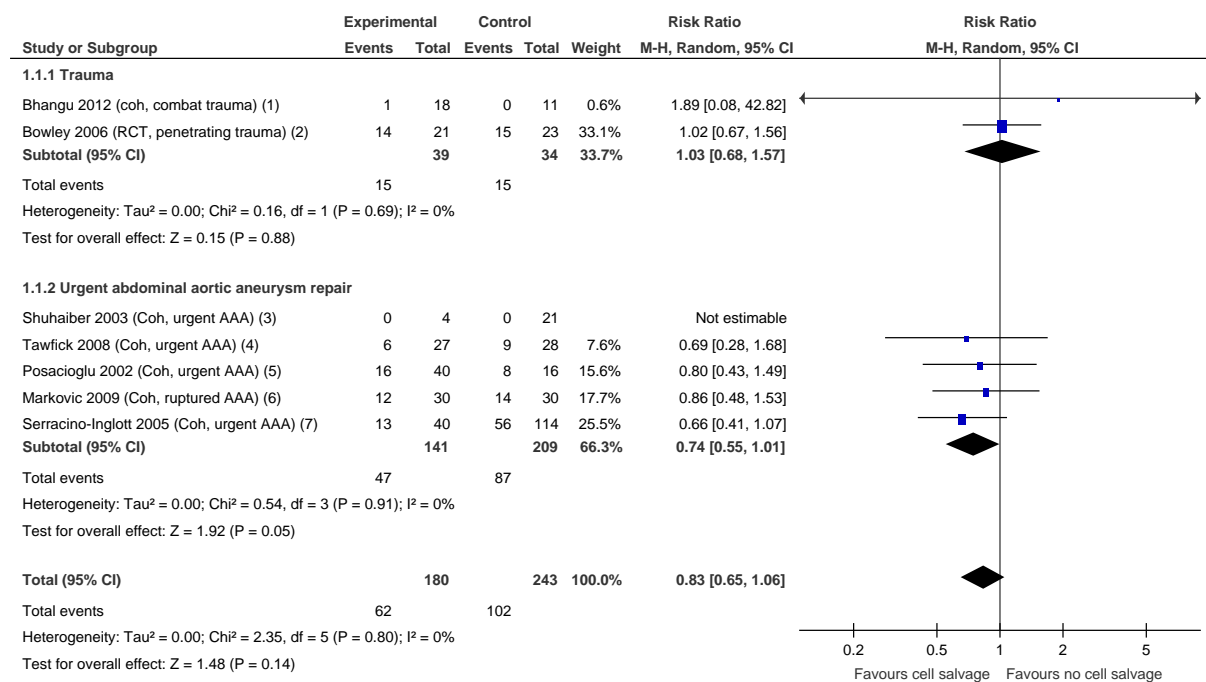 Experimental Control Risk Ratio Risk Ratio
Study or Subgroup Events Total Events Total Weight M-H, Random, 95% CI M-H, Random, 95% CI
1.1.1 Trauma
Bhangu 2012 (coh, combat trauma) (1) 1 18 0 11 0.6% 1.89 [0.08, 42.82]
Bowley 2006 (RCT, penetrating trauma) (2) 14 21 15 23 33.1% 1.02 [0.67, 1.56]
Subtotal (95% CI) 39 34 33.7% 1.03 [0.68, 1.57]
Total events 15 15
Heterogeneity: Tau² = 0.00; Chi² = 0.16, df = 1 (P = 0.69); I² = 0%
Test for overall effect: Z = 0.15 (P = 0.88)
1.1.2 Urgent abdominal aortic aneurysm repair
Shuhaiber 2003 (Coh, urgent AAA) (3) 0 4 0 21 Not estimable
Tawfick 2008 (Coh, urgent AAA) (4) 6 27 9 28 7.6% 0.69 [0.28, 1.68]
Posacioglu 2002 (Coh, urgent AAA) (5) 16 40 8 16 15.6% 0.80 [0.43, 1.49]
Markovic 2009 (Coh, ruptured AAA) (6) 12 30 14 30 17.7% 0.86 [0.48, 1.53]
Serracino-Inglott 2005 (Coh, urgent AAA) (7) 13 40 56 114 25.5% 0.66 [0.41, 1.07]
Subtotal (95% CI) 141 209 66.3% 0.74 [0.55, 1.01]
Total events 47 87
Heterogeneity: Tau² = 0.00; Chi² = 0.54, df = 3 (P = 0.91); I² = 0%
Test for overall effect: Z = 1.92 (P = 0.05)
Total (95% CI) 180 243 100.0% 0.83 [0.65, 1.06]
Total events 62 102
Heterogeneity: Tau² = 0.00; Chi² = 2.35, df = 5 (P = 0.80); I² = 0%
Test for overall effect: Z = 1.48 (P = 0.14)
0.2 0.5 1 2 5
Favours cell salvage Favours no cell salvage